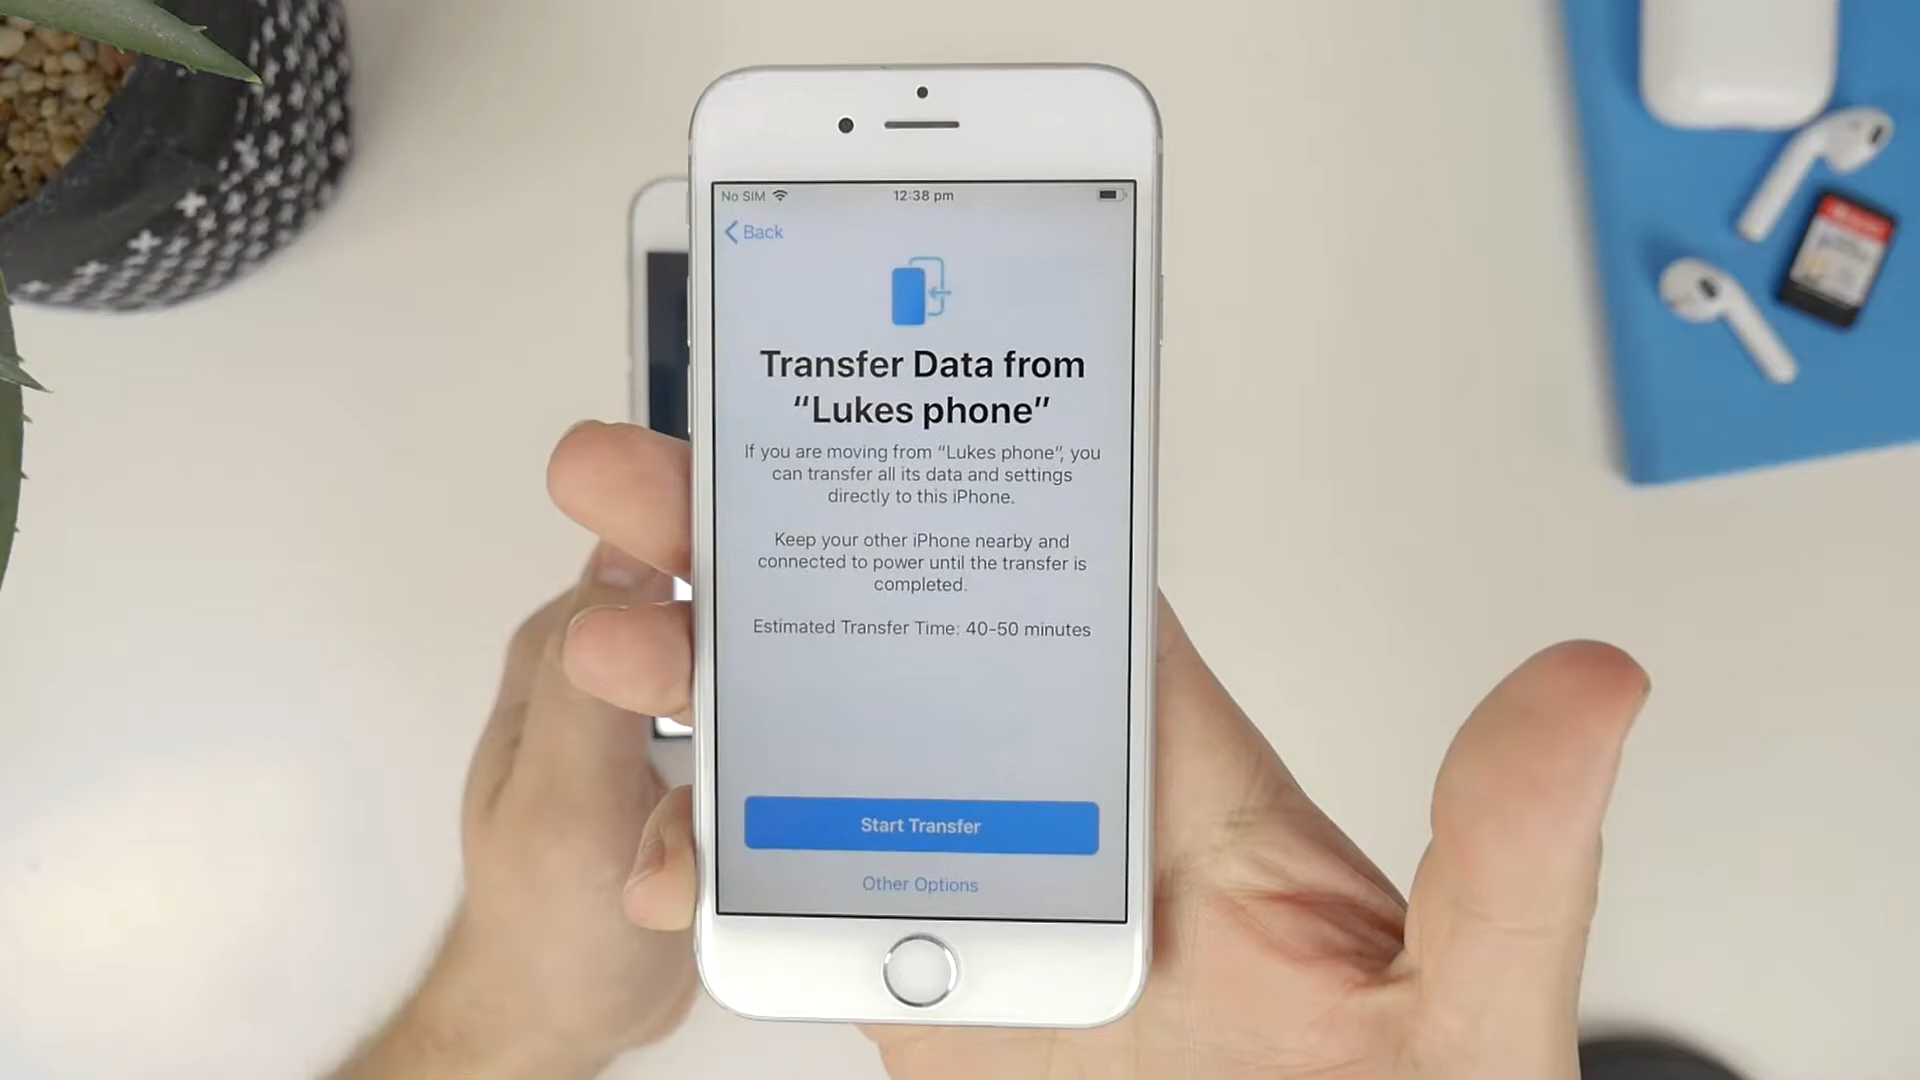 No SIM 12:38 pm
Back
Transfer Data from
“Lukes phone”
If you are moving from “Lukes phone”, you
can transfer all its data and settings
directly to this iPhone.
Keep your other iPhone nearby and
connected to power until the transfer is
completed.
Estimated Transfer Time: 40-50 minutes
Start Transfer
Other Options